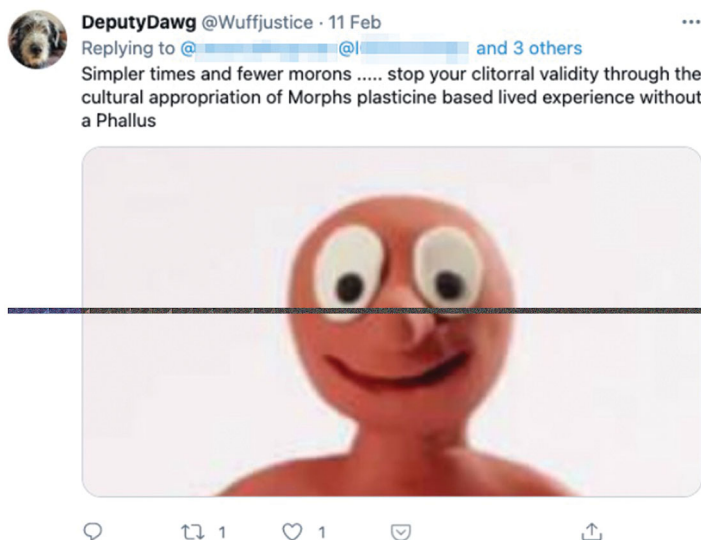 DeputyDawg @Wuffjustice · 11 Feb
Replying to @ @ and 3 others
Simpler times and fewer morons ..... stop your clitorral validity through the
cultural appropriation of Morphs plasticine based lived experience without
a Phallus
1 1